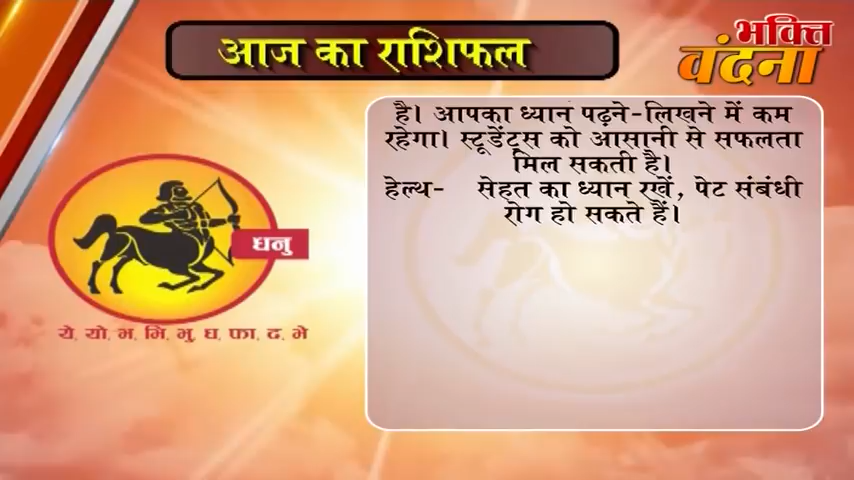 आज का राशिफल
भक्ति
वंदना
है। आपका ध्यान पढ़ने-लिखने में कम
रहेगा। स्टूडेंट्स को आसानी से सफलता
मिल सकती है।
हेल्थ- सेहत का ध्यान रखें, पेट संबंधी
रोग हो सकते हैं।
धनु
ये, यो, भ, भि, भु, ध, फा, ढ, भे